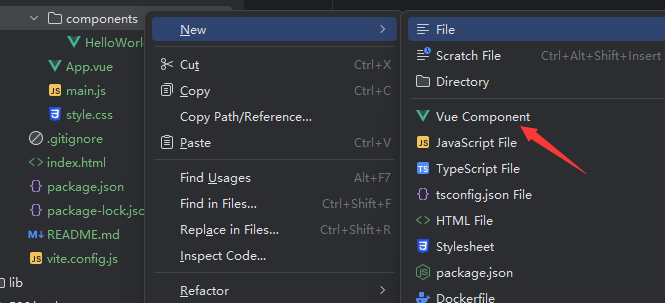 components
HelloWorl
App.vue
main.js
style.css
.gitignore
index.html
package.json
package-lock.jsc
README.md
vite.config.js
lib
New
Cut Ctrl+X
Copy Ctrl+C
Copy Path/Reference...
Paste Ctrl+V
Find Usages Alt+F7
Find in Files... Ctrl+Shift+F
Replace in Files... Ctrl+Shift+R
Inspect Code...
Refactor
File
Scratch File Ctrl+Alt+Shift+Insert
Directory
Vue Component
JS JavaScript File
TS TypeScript File
tsconfig.json File
HTML File
Stylesheet
package.json
Dockerfile